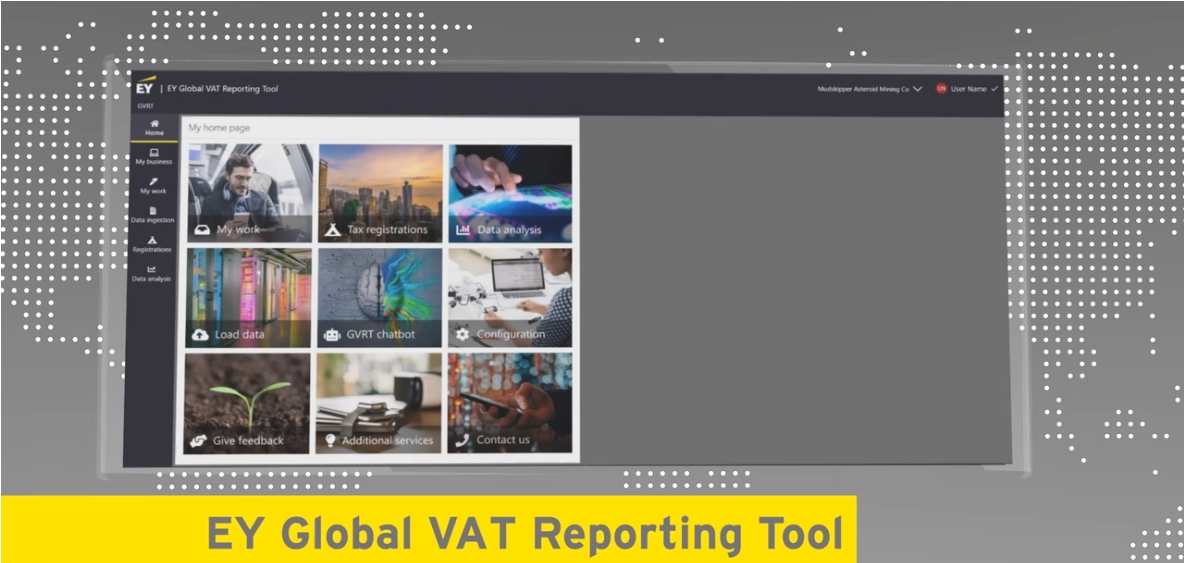 EY | EY Global VAT Reporting Tool
Mudskipper Asteroid Mining Co
UN User Name
GVRT
Home
My business
My work
Data ingestion
Registrations
Data analysis
My home page
My work
Tax registrations
Data analysis
Load data
GVRT chatbot
Configuration
Give feedback
Additional services
Contact us
EY Global VAT Reporting Tool